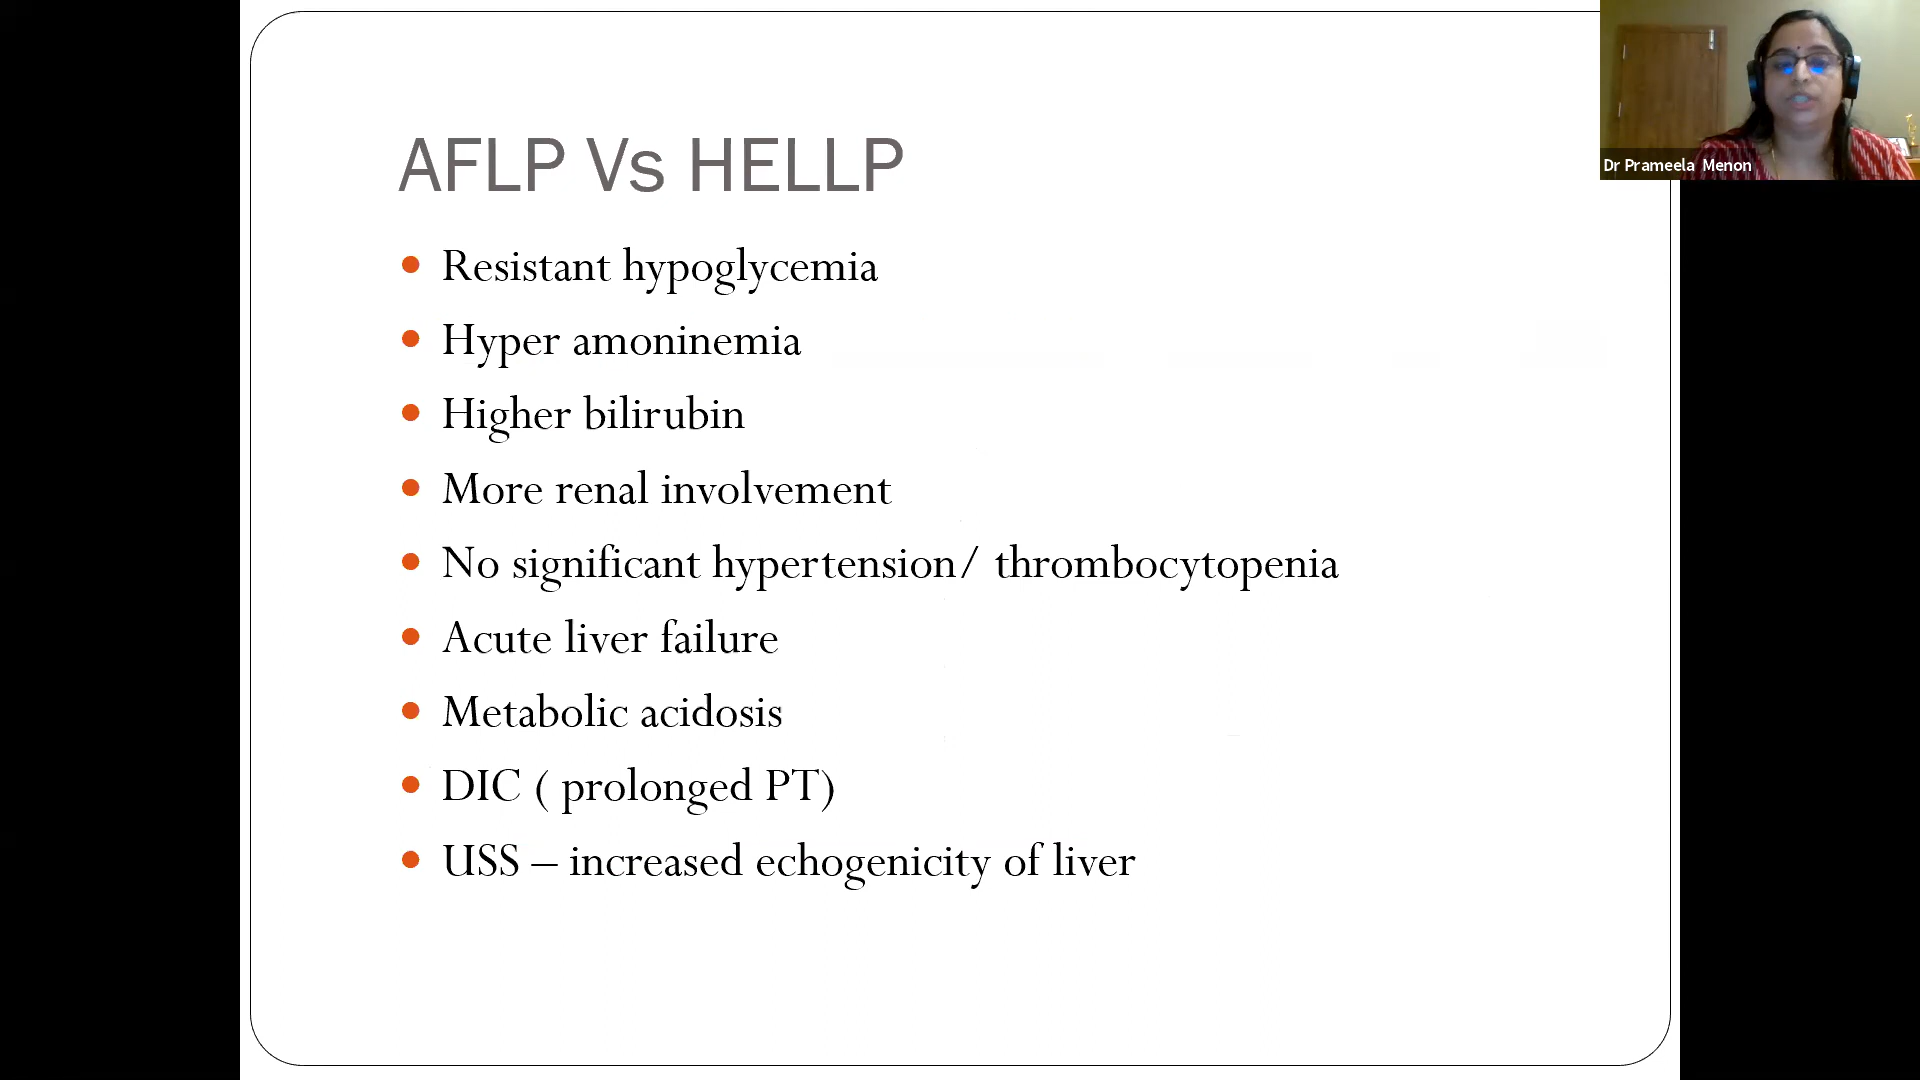 AFLP Vs HELLP
• Resistant hypoglycemia
• Hyper amoninemia
• Higher bilirubin
• More renal involvement
• No significant hypertension/ thrombocytopenia
• Acute liver failure
• Metabolic acidosis
• DIC ( prolonged PT)
• USS – increased echogenicity of liver
Dr Prameela Menon